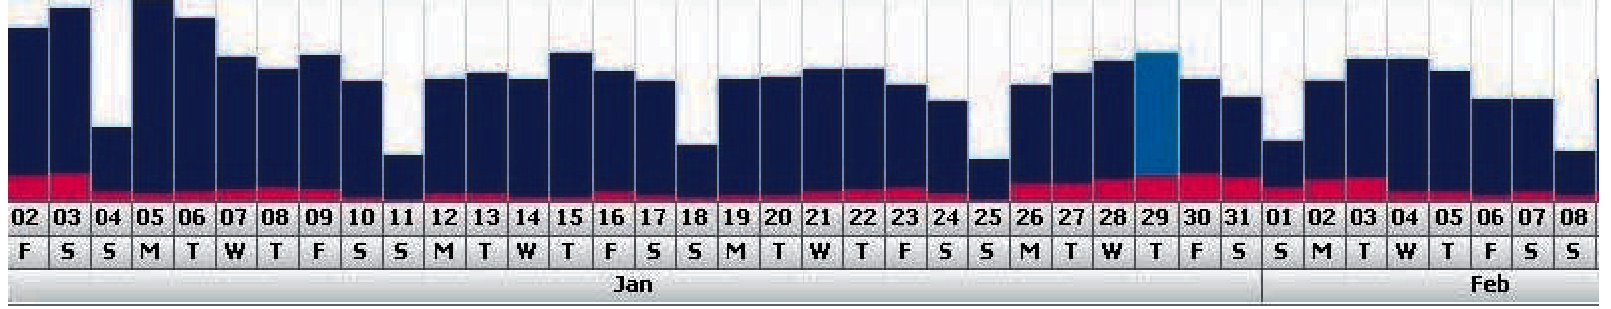 02 03 04 05 06 07 08 09 10 11 12 13 14 15 16 17 18 19 20 21 22 23 24 25 26 27 28 29 30 31 01 02 03 04 05 06 07 08
F S S M T W T F S S M T W T F S S M T W T F S S M T W T F S S M T W T F S S
Jan Feb